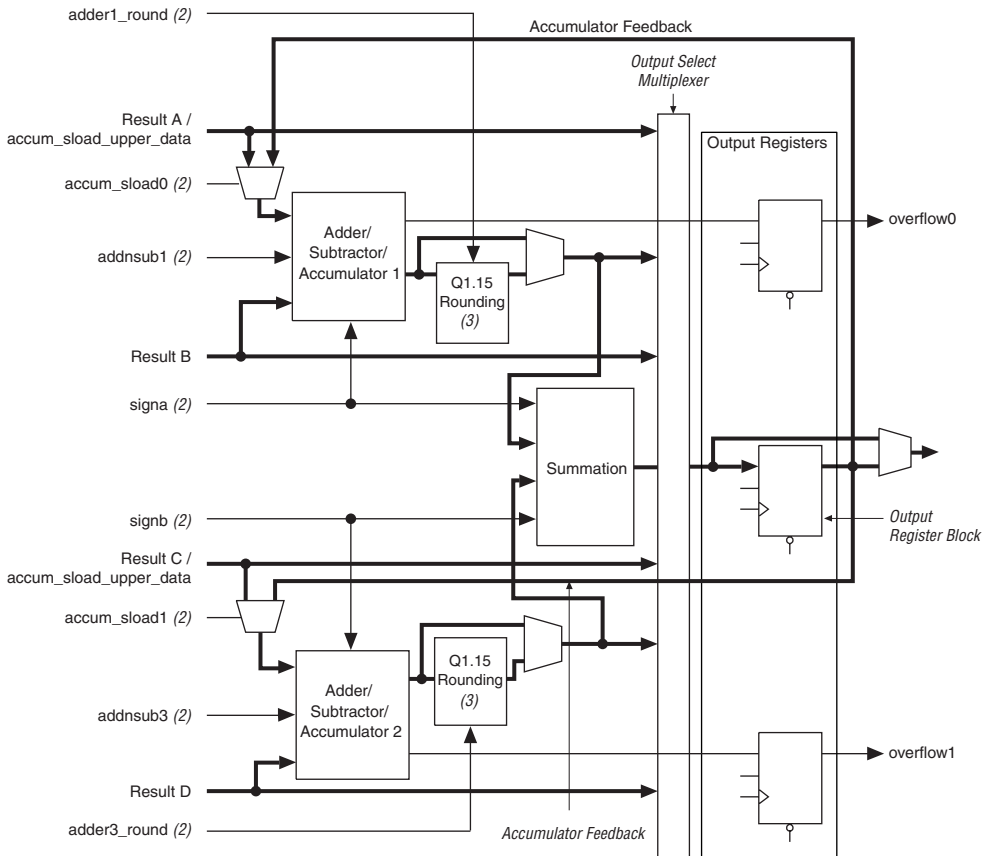 adder1_round (2)
Accumulator Feedback
Output Select
Multiplexer
Result A /
accum_sload_upper_data
Output Registers
accum_sload0 (2)
overflow0
Adder/
Subtractor/
Accumulator 1
addnsub1 (2)
Q1.15
Rounding
(3)
Result B
signa (2)
Summation
signb (2)
Output
Register Block
Result C /
accum_sload_upper_data
accum_sload1 (2)
Q1.15
Rounding
(3)
Adder/
Subtractor/
Accumulator 2
addnsub3 (2)
overflow1
Result D
adder3_round (2)
Accumulator Feedback